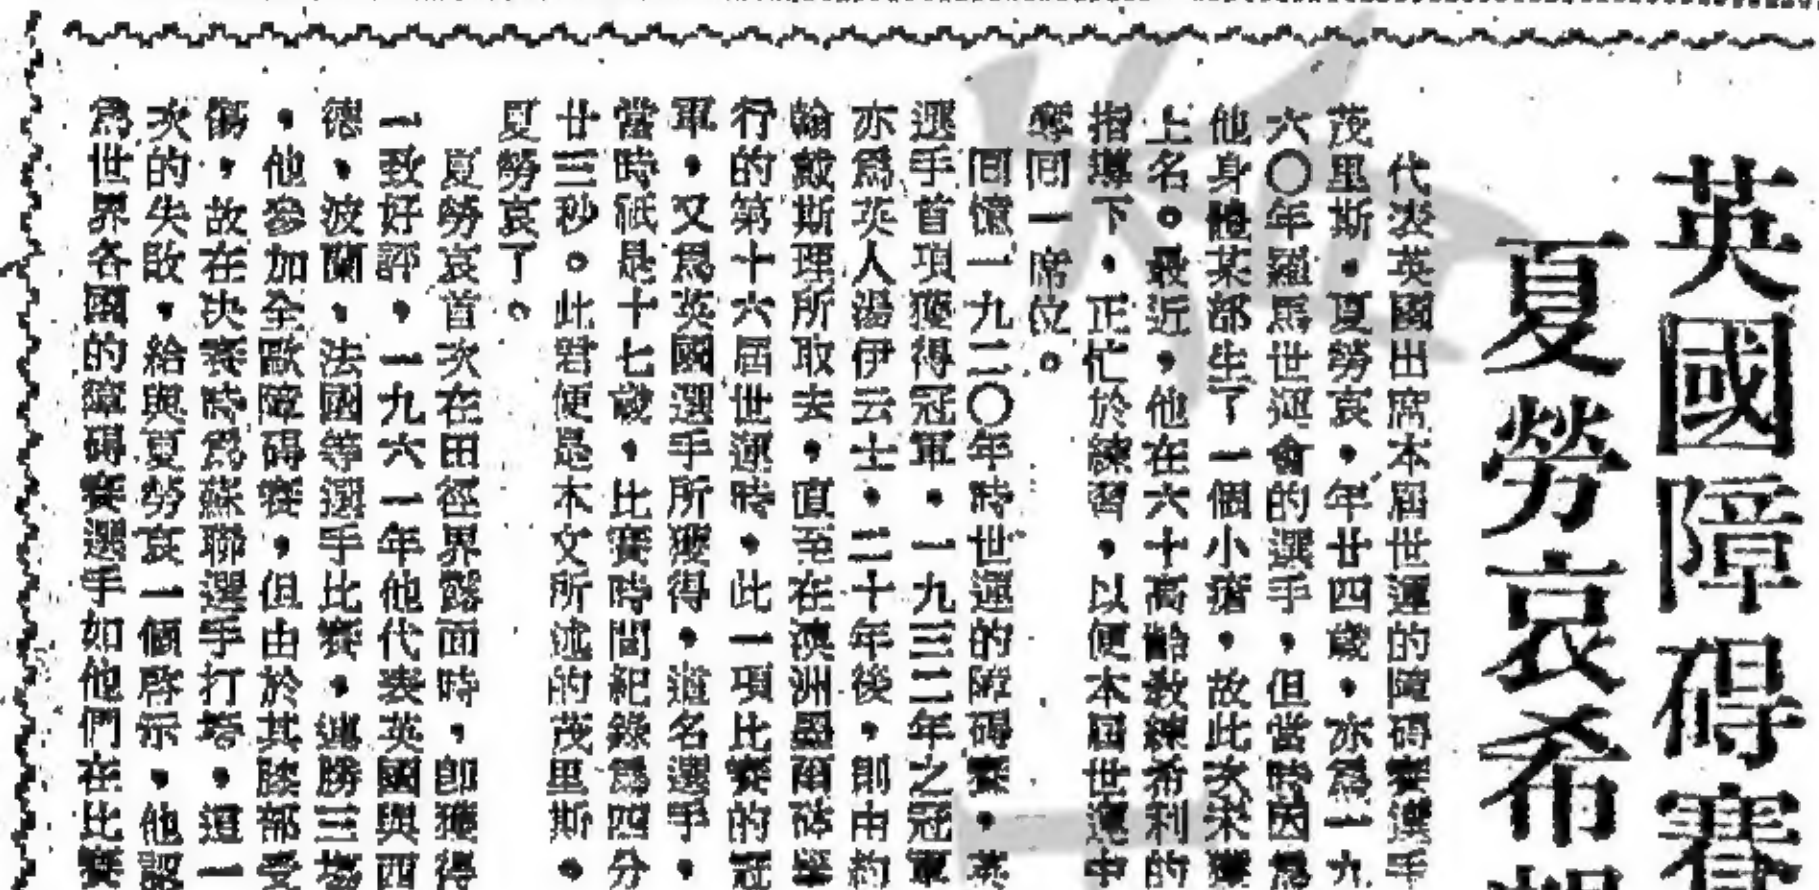 英國障碍賽
夏勞哀希
代表英國出席本屆世運的障碍賽選手
茂里斯・夏勞哀，年廿四歲，亦爲一九
六〇年羅馬世運會的選手，但當時因爲
他身體某部生了一個小瘡，故此次未獲
上名。最近，他在六十高齡敎練希利的
指導下，正忙於練習，以便本屆世運中
奪回一席位。
回憶一九二〇年時世運的障碍賽，英
選手首項獲得冠軍，一九三二年之冠軍
亦爲英人湯伊云士，二十年後，則由約
翰戴斯理所取去，直至在澳洲墨爾砵舉
行的第十六屆世運時，此一項比賽的冠
軍，又爲英國選手所獲得，這名選手，
當時祇是十七歲，比賽時間紀錄爲四分
廿三秒。此君便是本文所述的茂里斯・
夏勞哀了。
夏勞哀首次在田徑界露面時，卽獲得
一致好評，一九六一年他代表英國與西
德、波蘭、法國等選手比賽，連勝三塲
，他參加全歐障碍賽，但由於其膝部受
傷，故在决賽時爲蘇聯選手打塲，這一
次的失敗，給與夏勞哀一個啓示，他認
爲世界各國的障碍賽選手如他們在比賽